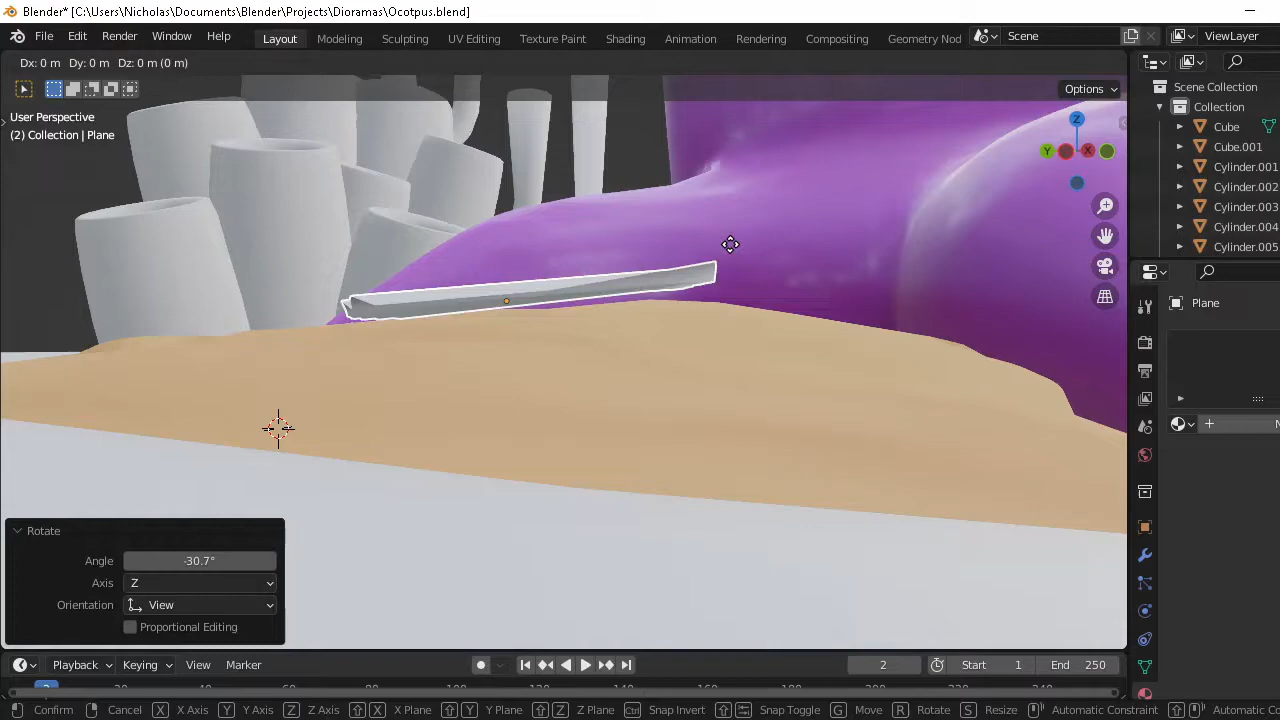 Blender* [C:\Users\Nicholas\Documents\Blender\Projects\Dioramas\Ocotpus.blend]
File Edit Render Window Help Layout Modeling Sculpting UV Editing Texture Paint Shading Animation Rendering Compositing Geometry Nod Scene ViewLayer
Dx: 0 m Dy: 0 m Dz: 0 m (0 m)
Options
User Perspective
(2) Collection | Plane
Z
Y
X
Scene Collection
Collection
Cube
Cube.001
Cylinder.001
Cylinder.002
Cylinder.003
Cylinder.004
Cylinder.005
Plane
Rotate
Angle -30.7°
Axis Z
Orientation View
Proportional Editing
Playback Keying View Marker 2 Start 1 End 250
Confirm Cancel X X Axis Y Y Axis Z Z Axis X X Plane Y Y Plane Z Z Plane Ctrl Snap Invert Snap Toggle G Move R Rotate S Resize Automatic Constraint Automatic Co